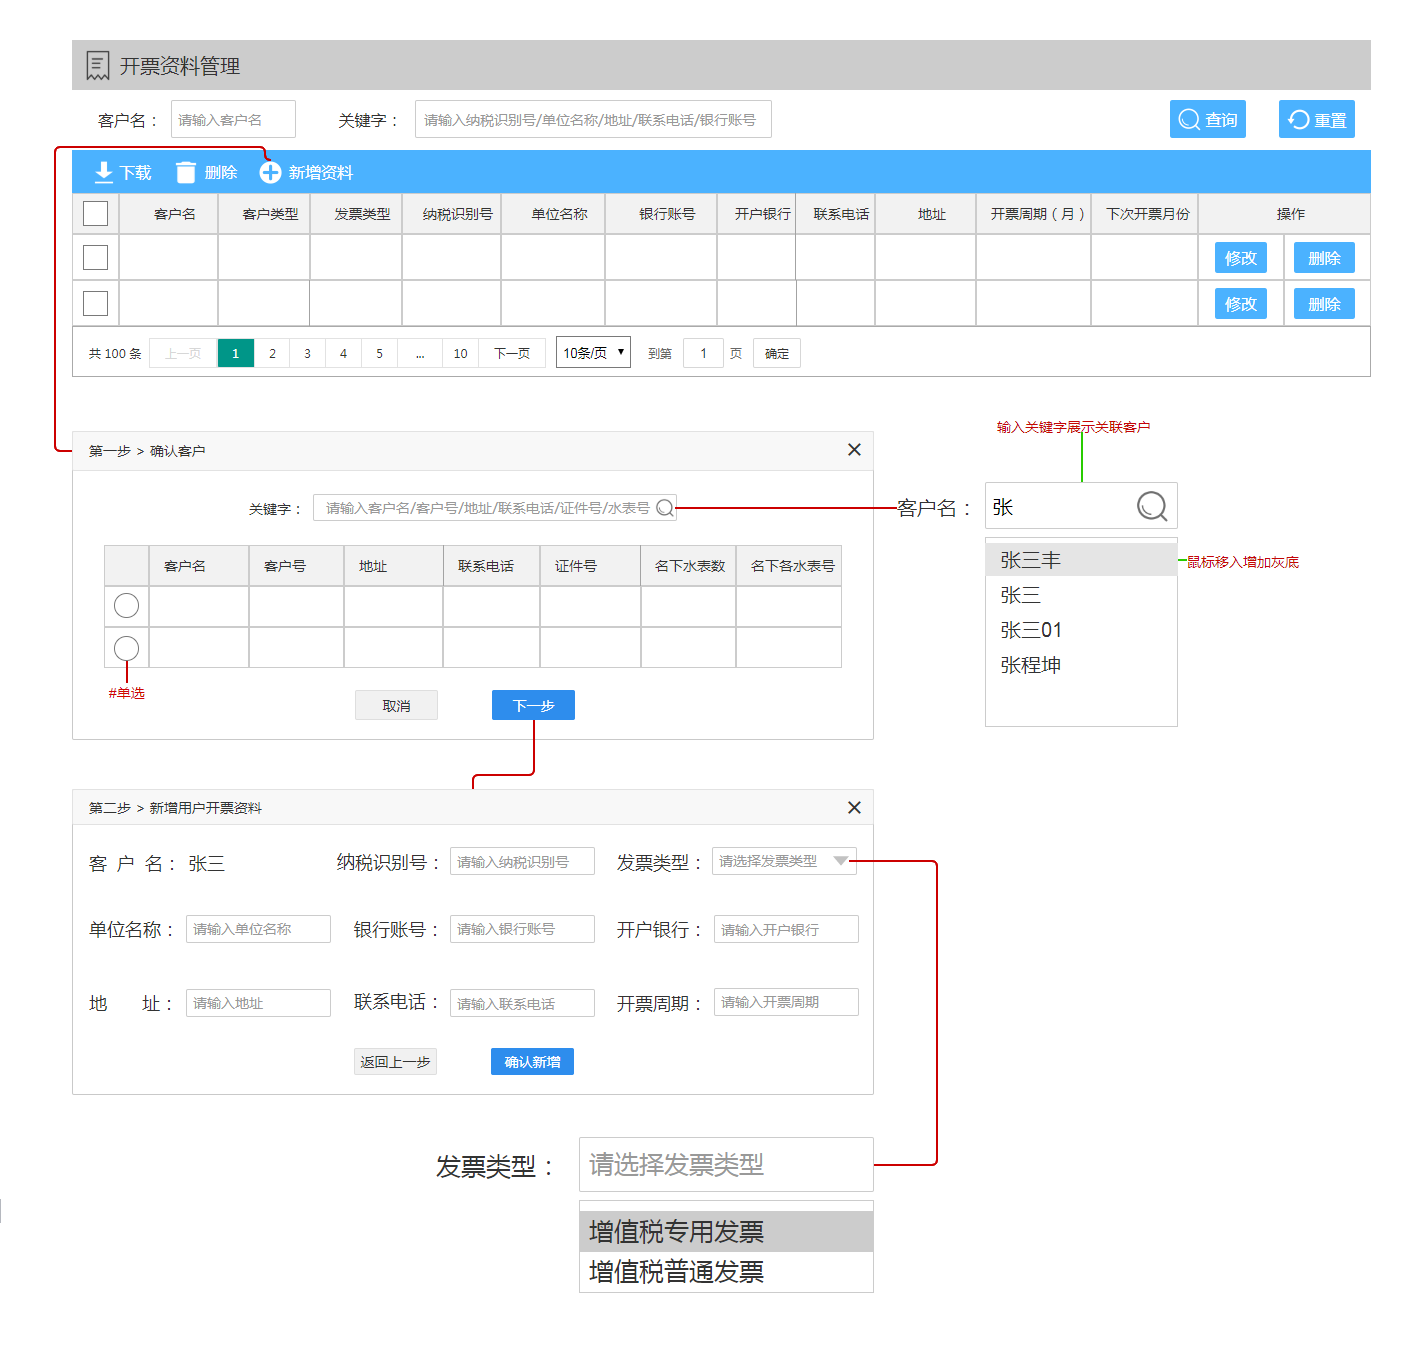 开票资料管理
客户名： 请输入客户名 关键字： 请输入纳税识别号/单位名称/地址/联系电话/银行账号 查询 重置
下载 删除 新增资料
客户名 客户类型 发票类型 纳税识别号 单位名称 银行账号 开户银行 联系电话 地址 开票周期（月） 下次开票月份 操作
修改 删除
修改 删除
共 100 条 上一页 1 2 3 4 5 ... 10 下一页 10条/页 到第 1 页 确定
输入关键字展示关联客户
第一步 > 确认客户
关键字： 请输入客户名/客户号/地址/联系电话/证件号/水表号
客户名： 张
客户名 客户号 地址 联系电话 证件号 名下水表数 名下各水表号
张三丰
鼠标移入增加灰底
张三
张三01
张程坤
#单选
取消 下一步
第二步 > 新增用户开票资料
客 户 名： 张三 纳税识别号： 请输入纳税识别号 发票类型： 请选择发票类型
单位名称： 请输入单位名称 银行账号： 请输入银行账号 开户银行： 请输入开户银行
地 址： 请输入地址 联系电话： 请输入联系电话 开票周期： 请输入开票周期
返回上一步 确认新增
发票类型： 请选择发票类型
增值税专用发票
增值税普通发票